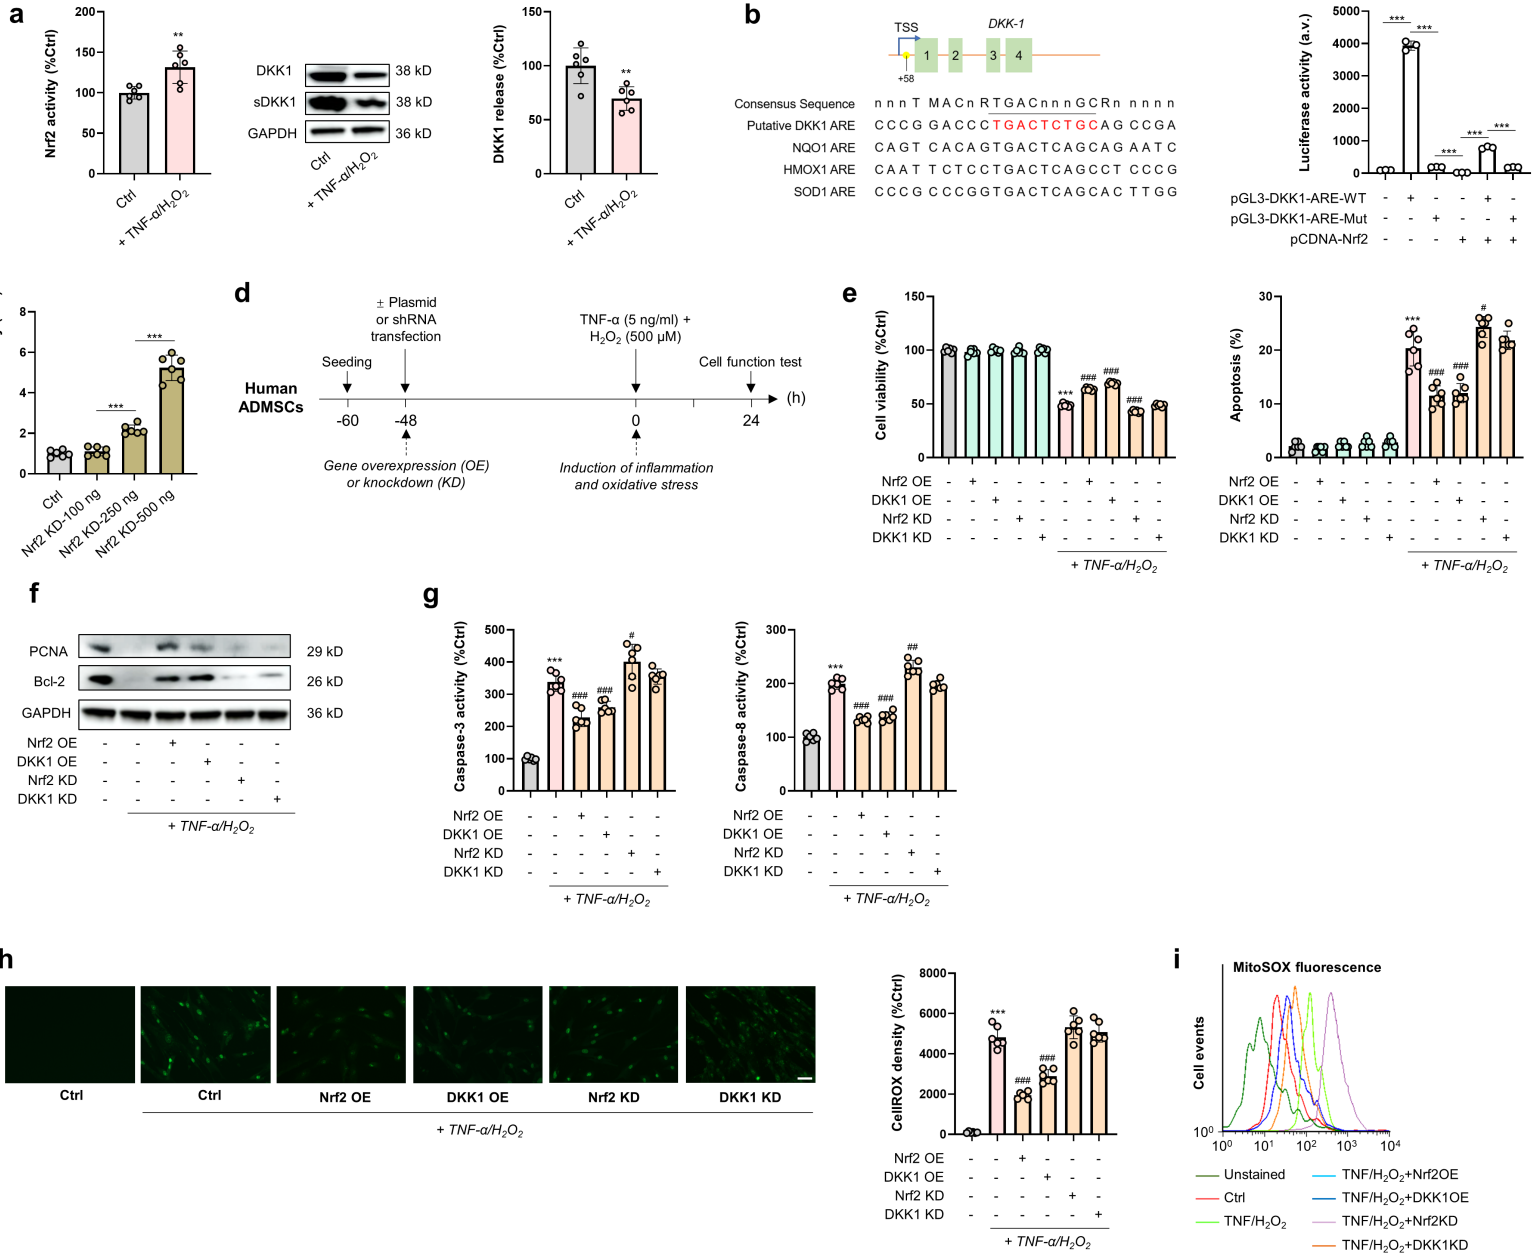 a
Nrf2 activity (%Ctrl)
200
150
100
50
0
**
Ctrl
+ TNF-α/H2O2
DKK1
38 kD
sDKK1
38 kD
GAPDH
36 kD
Ctrl
+ TNF-α/H2O2
DKK1 release (%Ctrl)
150
100
50
0
**
Ctrl
+ TNF-α/H2O2
b
TSS
DKK-1
1 2 3 4
+58
Consensus Sequence n n n T M A C n R T G A C n n n G C R n n n n n
Putative DKK1 ARE C C C G G A C C C T G A C T C T G C A G C C G A
NQO1 ARE C A G T C A C A G T G A C T C A G C A G A A T C
HMOX1 ARE C A A T T C T C C T G A C T C A G C C T C C C G
SOD1 ARE C C C G C C C G G T G A C T C A G C A C T T G G
Luciferase activity (a.v.)
5000
4000
3000
2000
1000
0
*** *** *** *** ***
pGL3-DKK1-ARE-WT - + - - + -
pGL3-DKK1-ARE-Mut - - + - - +
pCDNA-Nrf2 - - - + + +
8
6
4
2
0
*** ***
Ctrl
Nrf2 KD-100 ng
Nrf2 KD-250 ng
Nrf2 KD-500 ng
d
± Plasmid
or shRNA
transfection
TNF-α (5 ng/ml) +
H2O2 (500 μM)
Seeding
Cell function test
Human
ADMSCs
(h)
-60 -48 0 24
Gene overexpression (OE)
or knockdown (KD)
Induction of inflammation
and oxidative stress
e
Cell viability (%Ctrl)
150
100
50
0
*** ### ### ###
Nrf2 OE - + - - - - + - - -
DKK1 OE - - + - - - - + - -
Nrf2 KD - - - + - - - - + -
DKK1 KD - - - - + - - - - +
+ TNF-α/H2O2
Apoptosis (%)
30
20
10
0
*** ### ### #
Nrf2 OE - + - - - - + - - -
DKK1 OE - - + - - - - + - -
Nrf2 KD - - - + - - - - + -
DKK1 KD - - - - + - - - - +
+ TNF-α/H2O2
f
PCNA
29 kD
Bcl-2
26 kD
GAPDH
36 kD
Nrf2 OE - - + - - -
DKK1 OE - - - + - -
Nrf2 KD - - - - + -
DKK1 KD - - - - - +
+ TNF-α/H2O2
g
Caspase-3 activity (%Ctrl)
500
400
300
200
100
0
*** ### ### #
Nrf2 OE - - + - - -
DKK1 OE - - - + - -
Nrf2 KD - - - - + -
DKK1 KD - - - - - +
+ TNF-α/H2O2
Caspase-8 activity (%Ctrl)
300
200
100
0
*** ### ### ##
Nrf2 OE - - + - - -
DKK1 OE - - - + - -
Nrf2 KD - - - - + -
DKK1 KD - - - - - +
+ TNF-α/H2O2
h
Ctrl
Ctrl
Nrf2 OE
DKK1 OE
Nrf2 KD
DKK1 KD
+ TNF-α/H2O2
CellROX density (%Ctrl)
8000
6000
4000
2000
0
*** ### ###
Nrf2 OE - - + - - -
DKK1 OE - - - + - -
Nrf2 KD - - - - + -
DKK1 KD - - - - - +
+ TNF-α/H2O2
i
MitoSOX fluorescence
Cell events
10^0
10^0 10^1 10^2 10^3 10^4
Unstained
Ctrl
TNF/H2O2
TNF/H2O2+Nrf2OE
TNF/H2O2+DKK1OE
TNF/H2O2+Nrf2KD
TNF/H2O2+DKK1KD